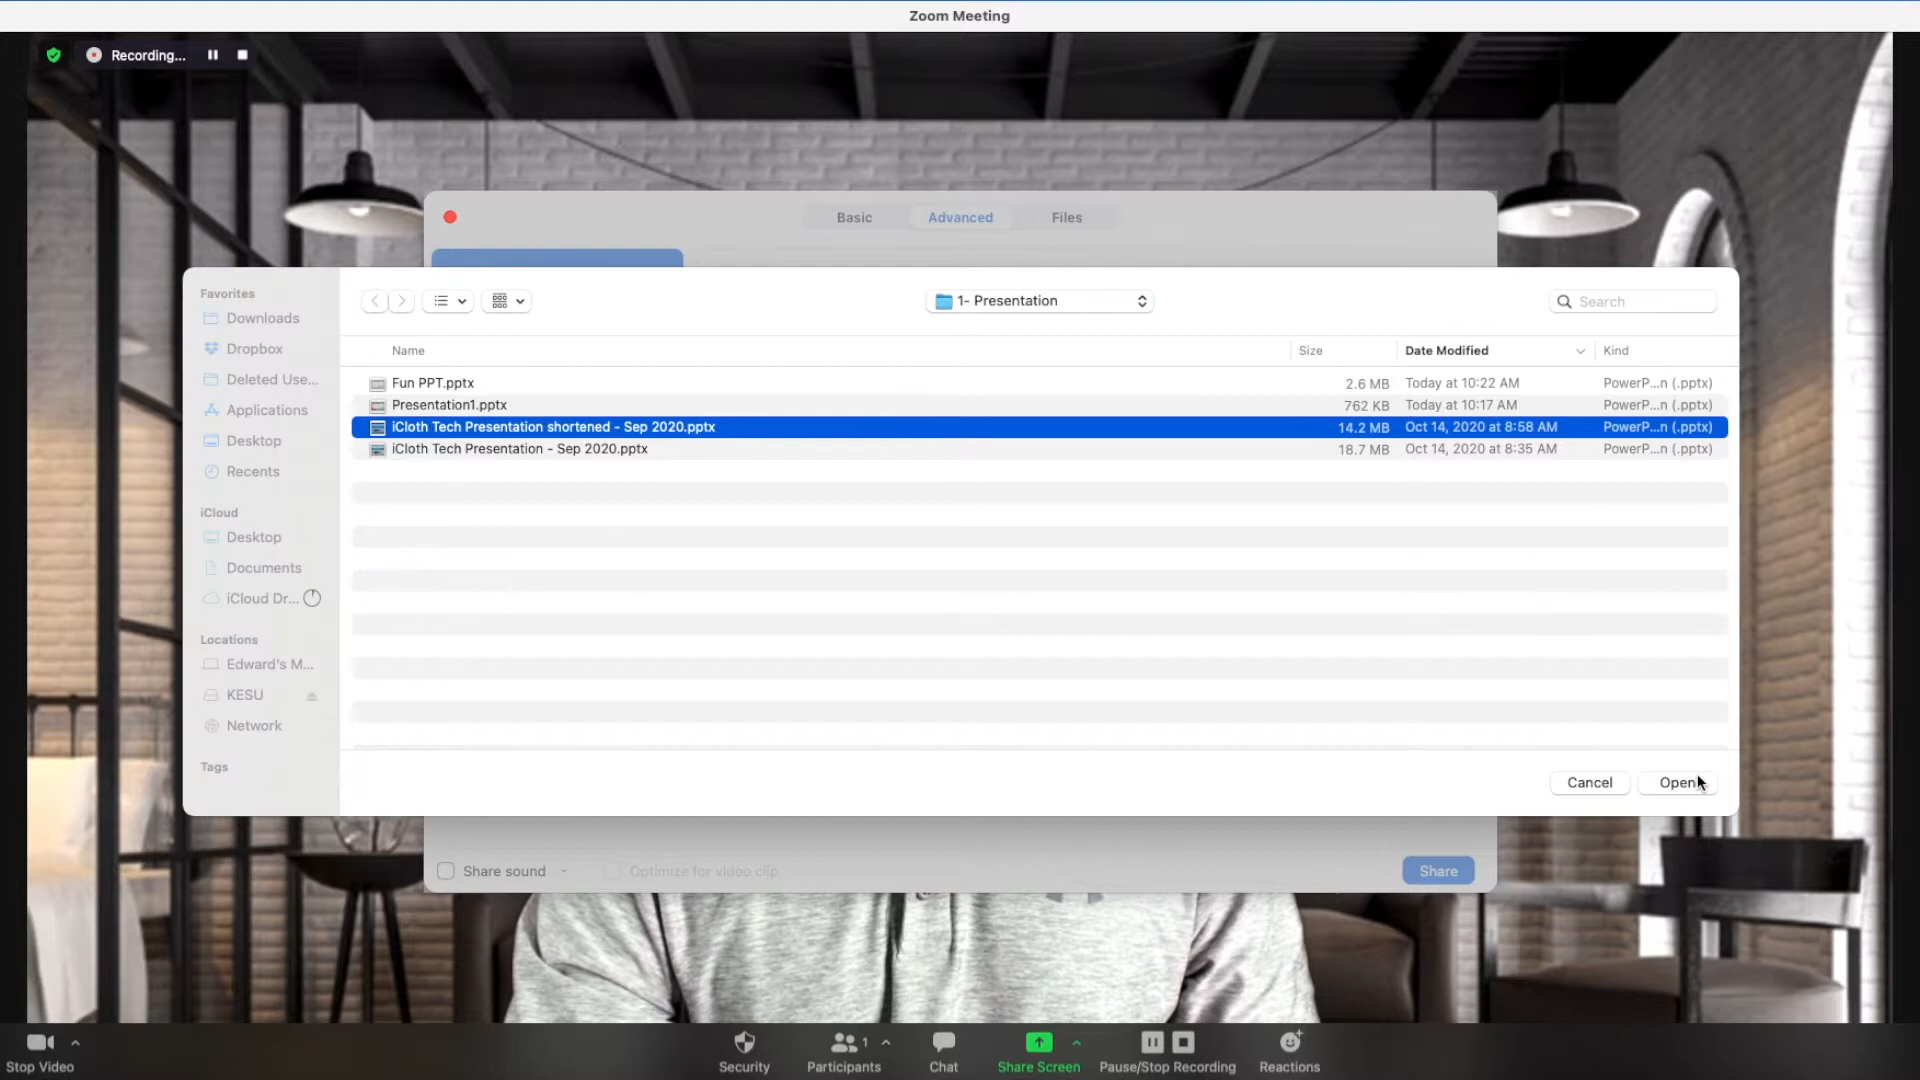 Zoom Meeting
Recording...
Basic Advanced Files
Favorites
Downloads
Dropbox
Deleted Use...
Applications
Desktop
Recents
iCloud
Desktop
Documents
iCloud Dr...
Locations
Edward's M...
KESU
Network
Tags
1- Presentation
Search
Name Size Date Modified Kind
Fun PPT.pptx 2.6 MB Today at 10:22 AM PowerP...n (.pptx)
Presentation1.pptx 762 KB Today at 10:17 AM PowerP...n (.pptx)
iCloth Tech Presentation shortened - Sep 2020.pptx 14.2 MB Oct 14, 2020 at 8:58 AM PowerP...n (.pptx)
iCloth Tech Presentation - Sep 2020.pptx 18.7 MB Oct 14, 2020 at 8:35 AM PowerP...n (.pptx)
Cancel Open
Share sound Optimize for video clip Share
1
Stop Video Security Participants Chat Share Screen Pause/Stop Recording Reactions